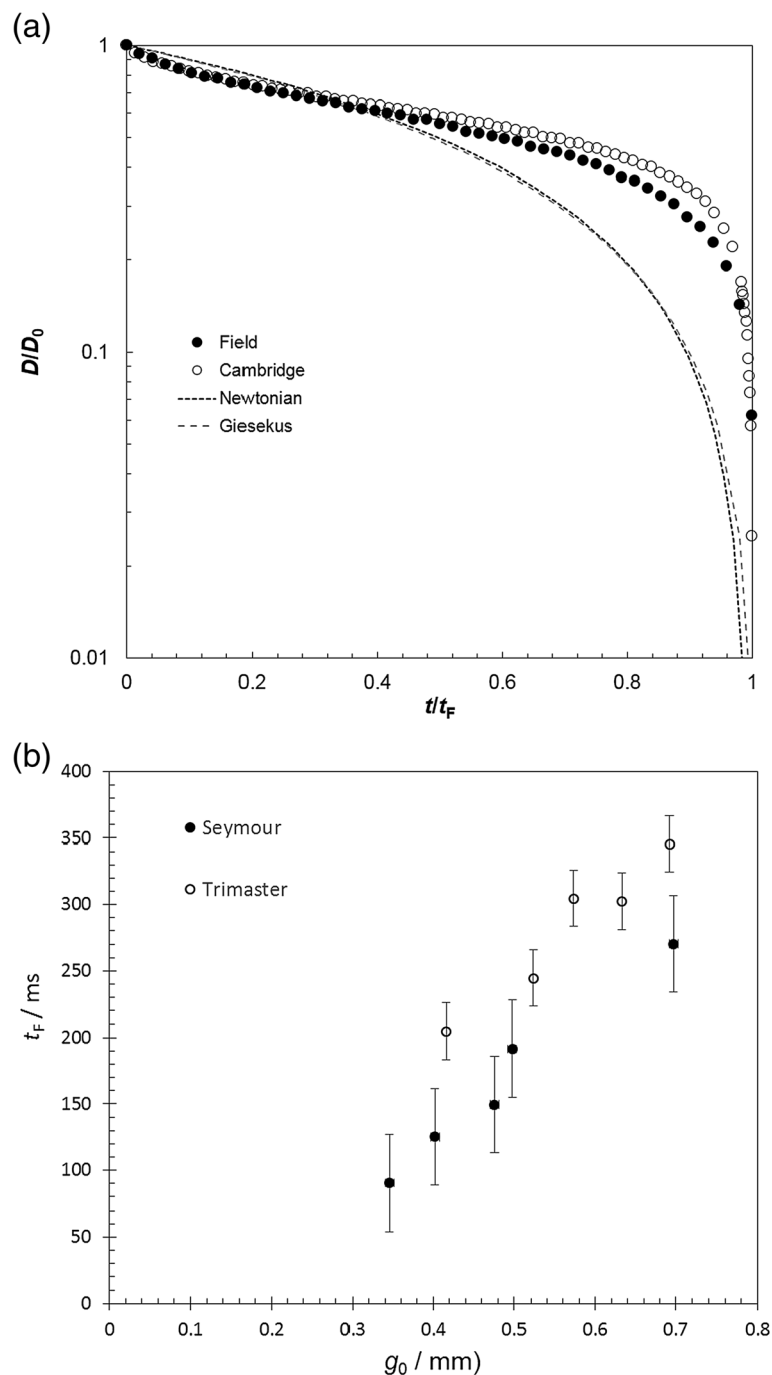 (a)
1
0.1
0.01
D/D0
Field
Cambridge
Newtonian
Giesekus
0 0.2 0.4 0.6 0.8 1
t/tF
(b)
400
350
300
250
200
150
100
50
0
tF / ms
Seymour
Trimaster
0 0.1 0.2 0.3 0.4 0.5 0.6 0.7 0.8
g0 / mm)